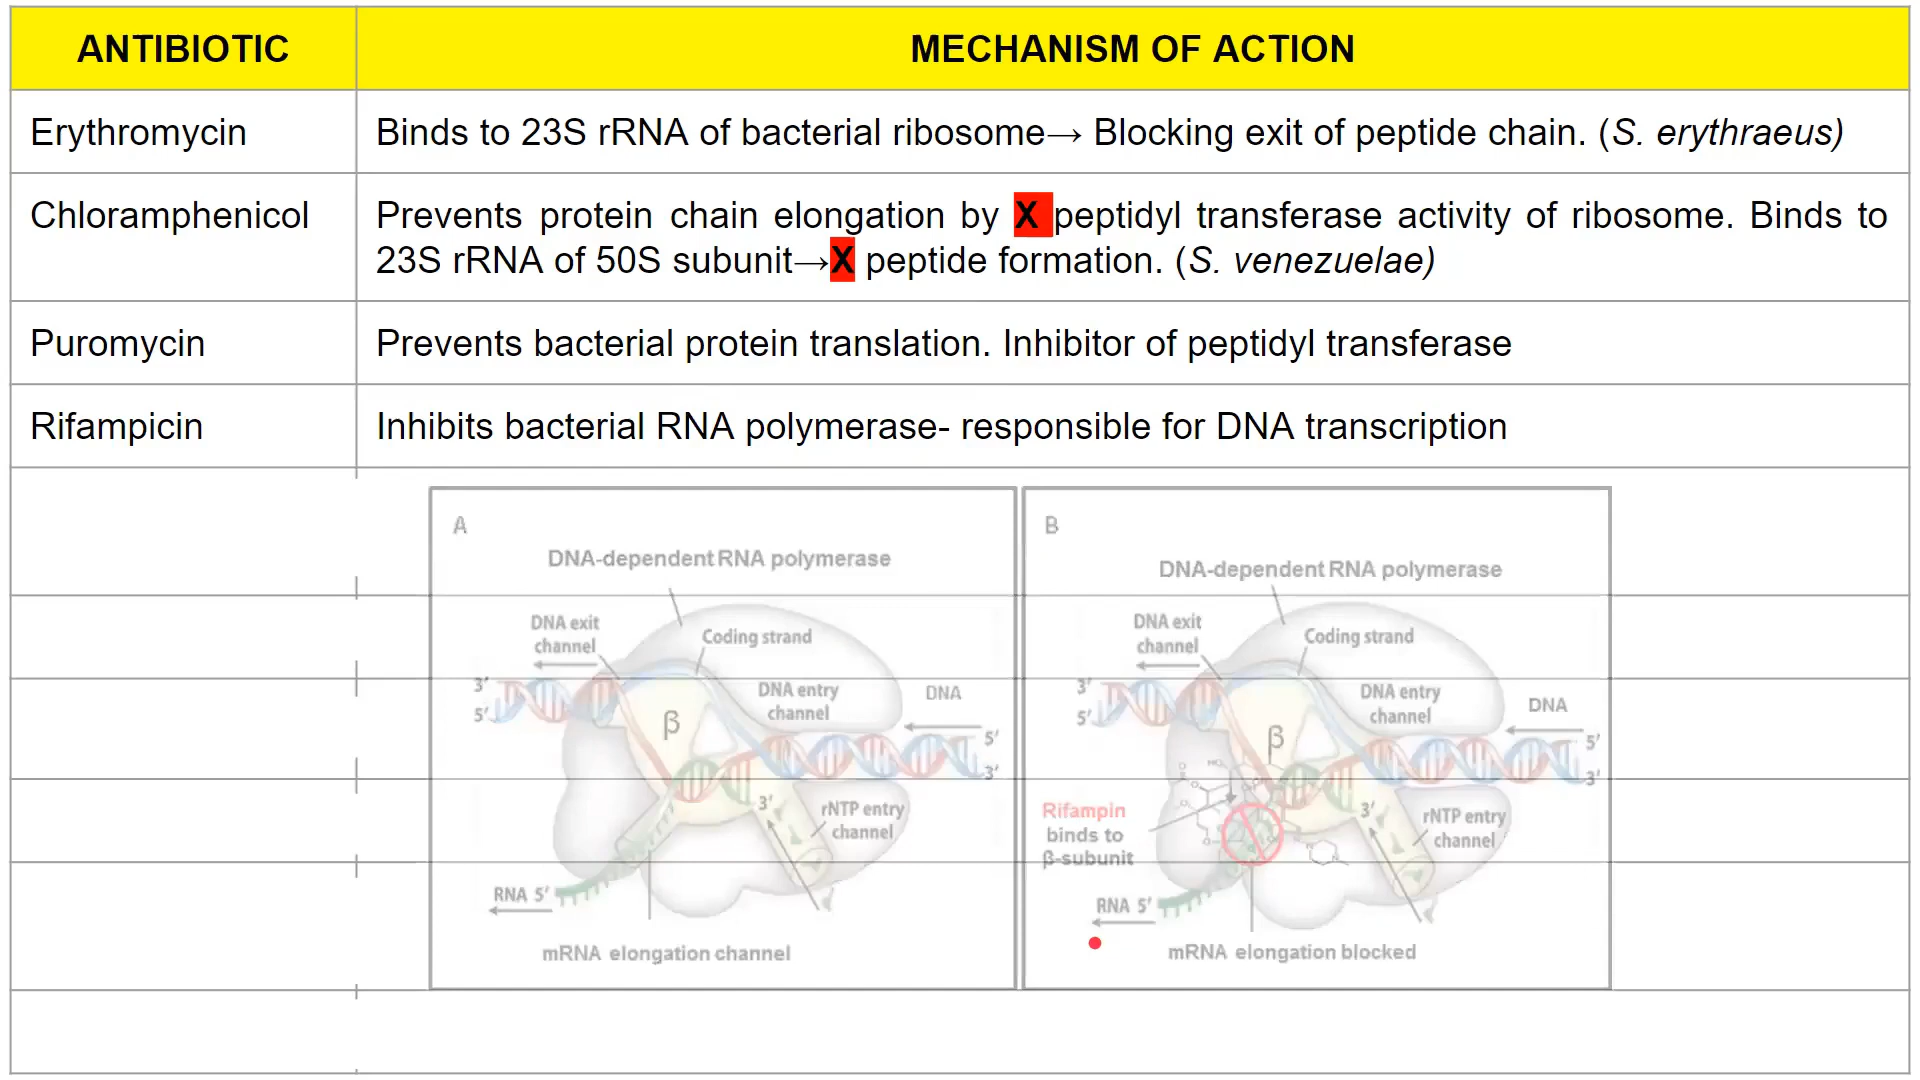 ANTIBIOTIC MECHANISM OF ACTION
Erythromycin Binds to 23S rRNA of bacterial ribosome→ Blocking exit of peptide chain. (S. erythraeus)
Chloramphenicol Prevents protein chain elongation by X peptidyl transferase activity of ribosome. Binds to
23S rRNA of 50S subunit→X peptide formation. (S. venezuelae)
Puromycin Prevents bacterial protein translation. Inhibitor of peptidyl transferase
Rifampicin Inhibits bacterial RNA polymerase- responsible for DNA transcription
A
DNA-dependent RNA polymerase
DNA exit
channel
Coding strand
DNA entry
channel
DNA
3′
5′
β
5′
3′
3′
rNTP entry
channel
RNA 5′
mRNA elongation channel
B
DNA-dependent RNA polymerase
DNA exit
channel
Coding strand
DNA entry
channel
DNA
3′
5′
β
5′
3′
Rifampin
binds to
β-subunit
3′
rNTP entry
channel
RNA 5′
mRNA elongation blocked